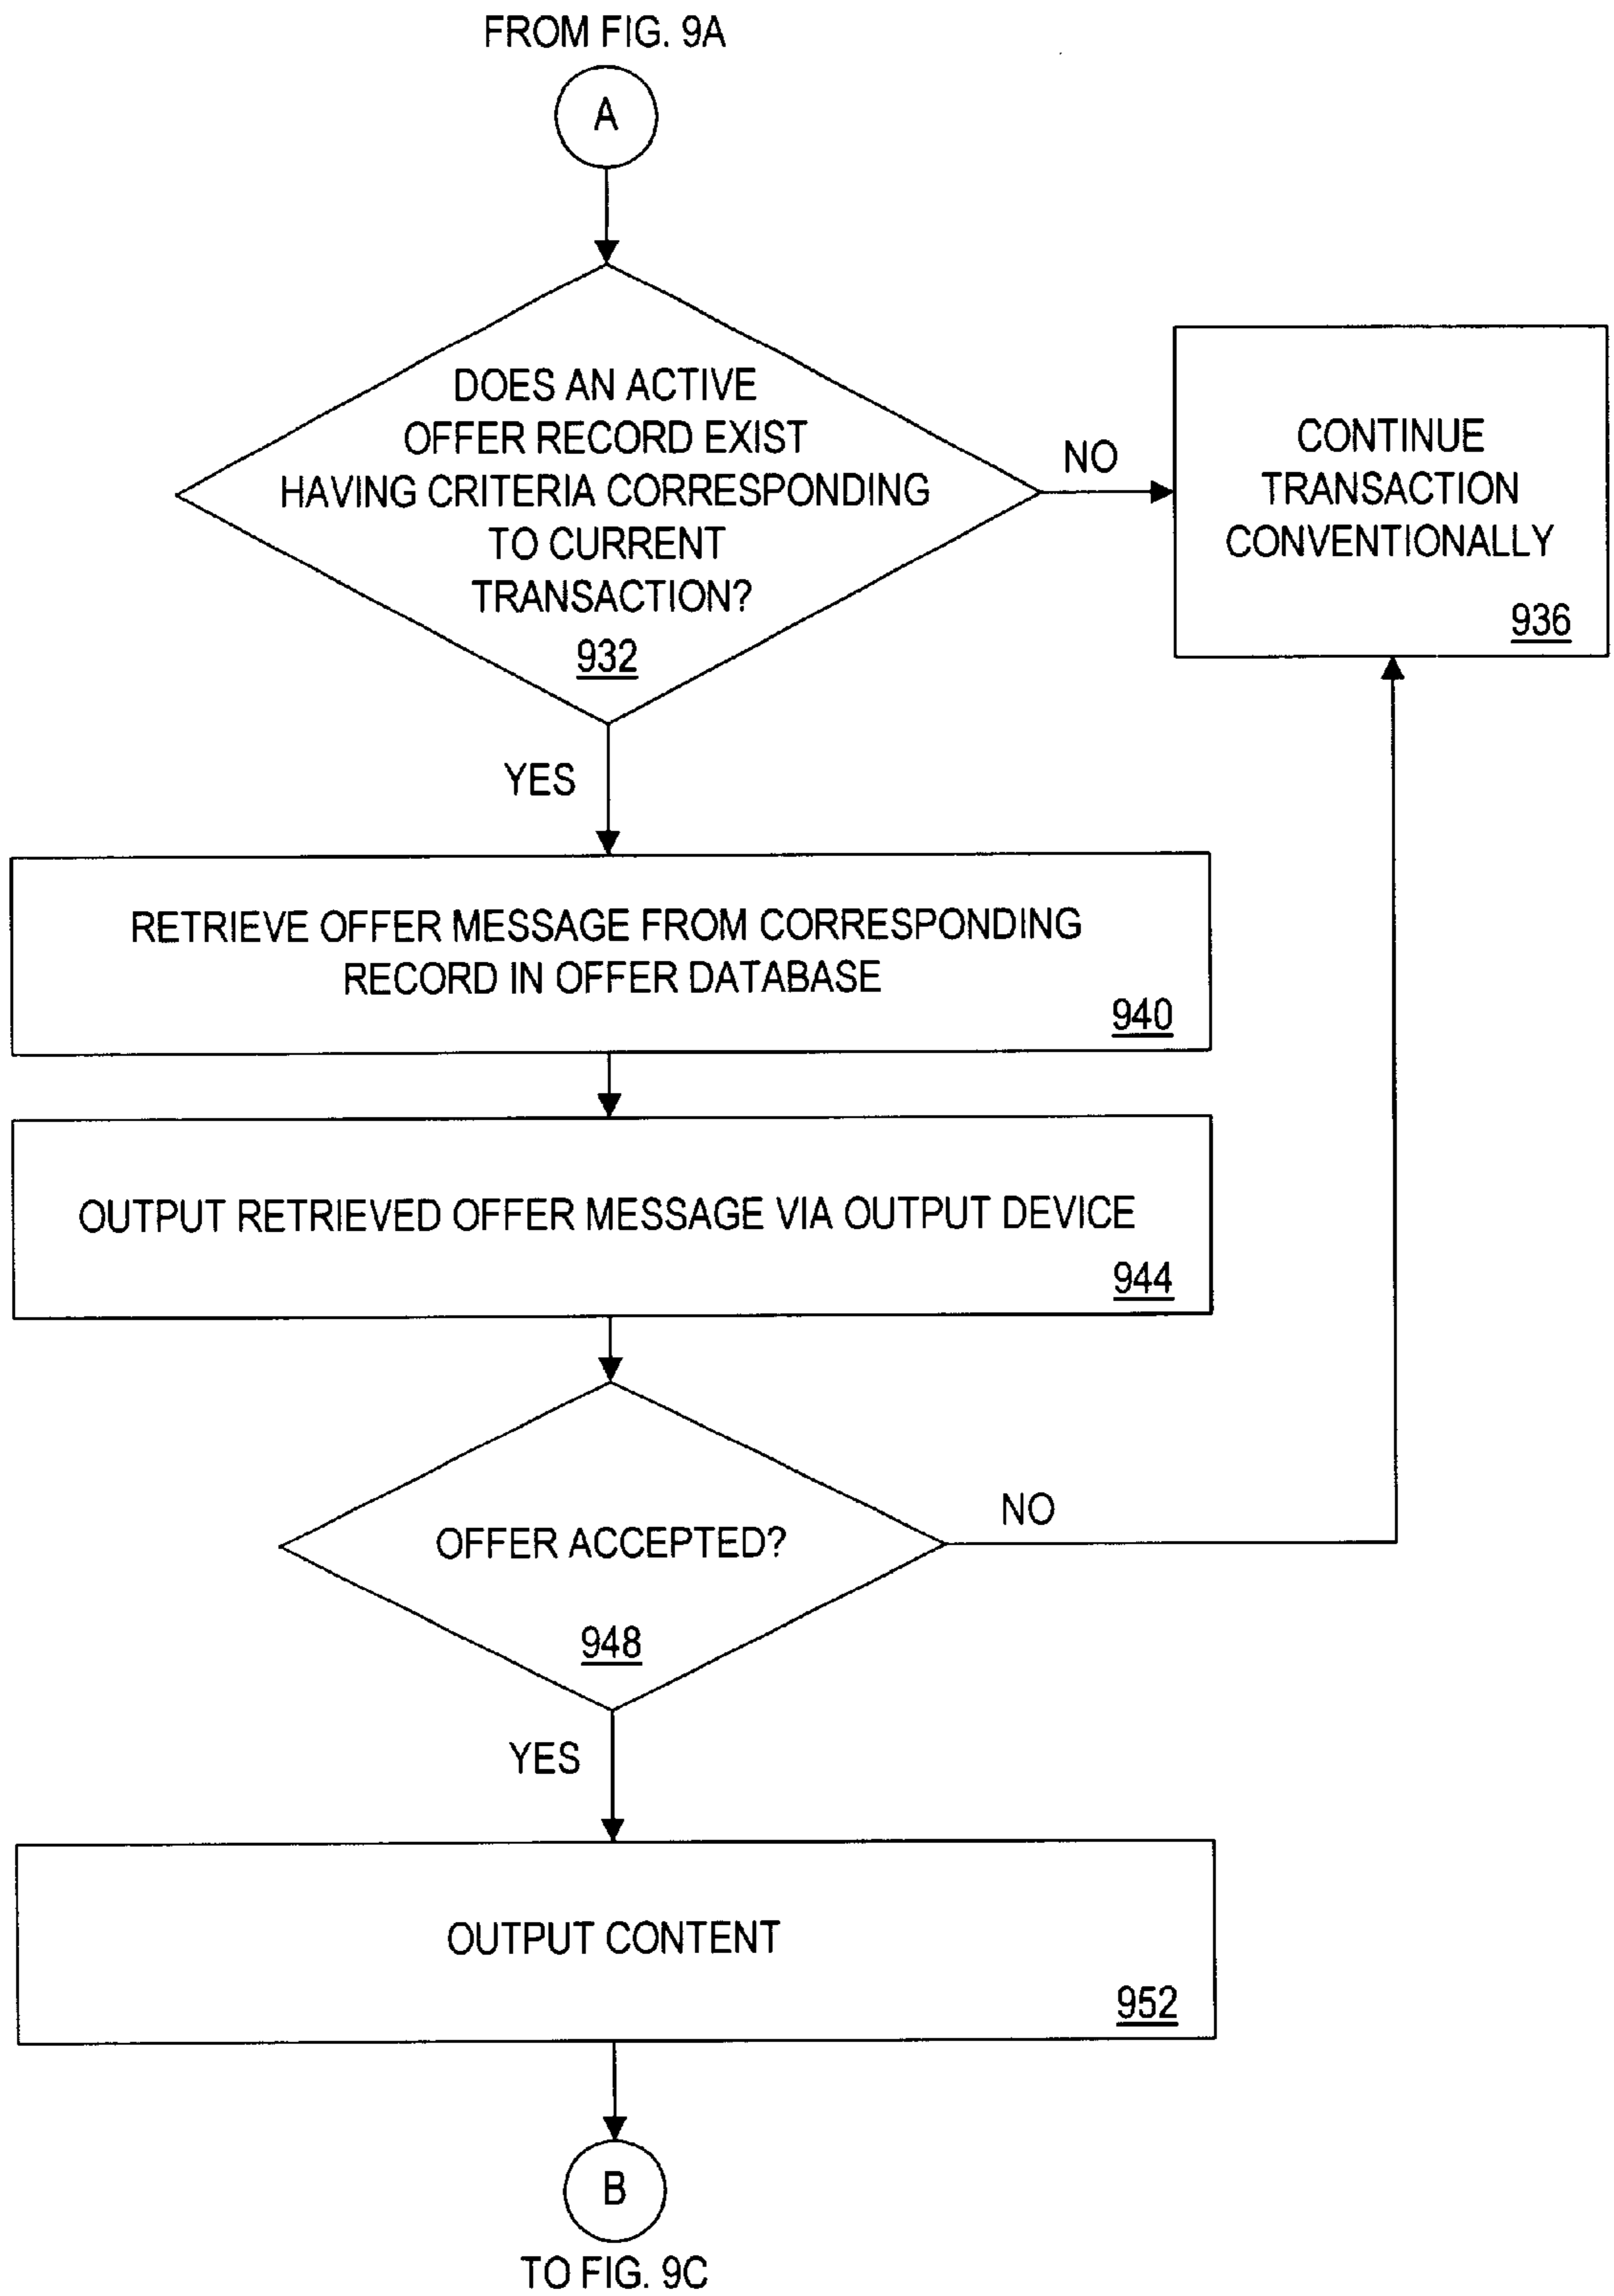 FROM FIG. 9A
A
DOES AN ACTIVE
OFFER RECORD EXIST
HAVING CRITERIA CORRESPONDING
TO CURRENT
TRANSACTION?
932
NO
CONTINUE
TRANSACTION
CONVENTIONALLY
936
YES
RETRIEVE OFFER MESSAGE FROM CORRESPONDING
RECORD IN OFFER DATABASE
940
OUTPUT RETRIEVED OFFER MESSAGE VIA OUTPUT DEVICE
944
OFFER ACCEPTED?
948
NO
YES
OUTPUT CONTENT
952
B
TO FIG. 9C